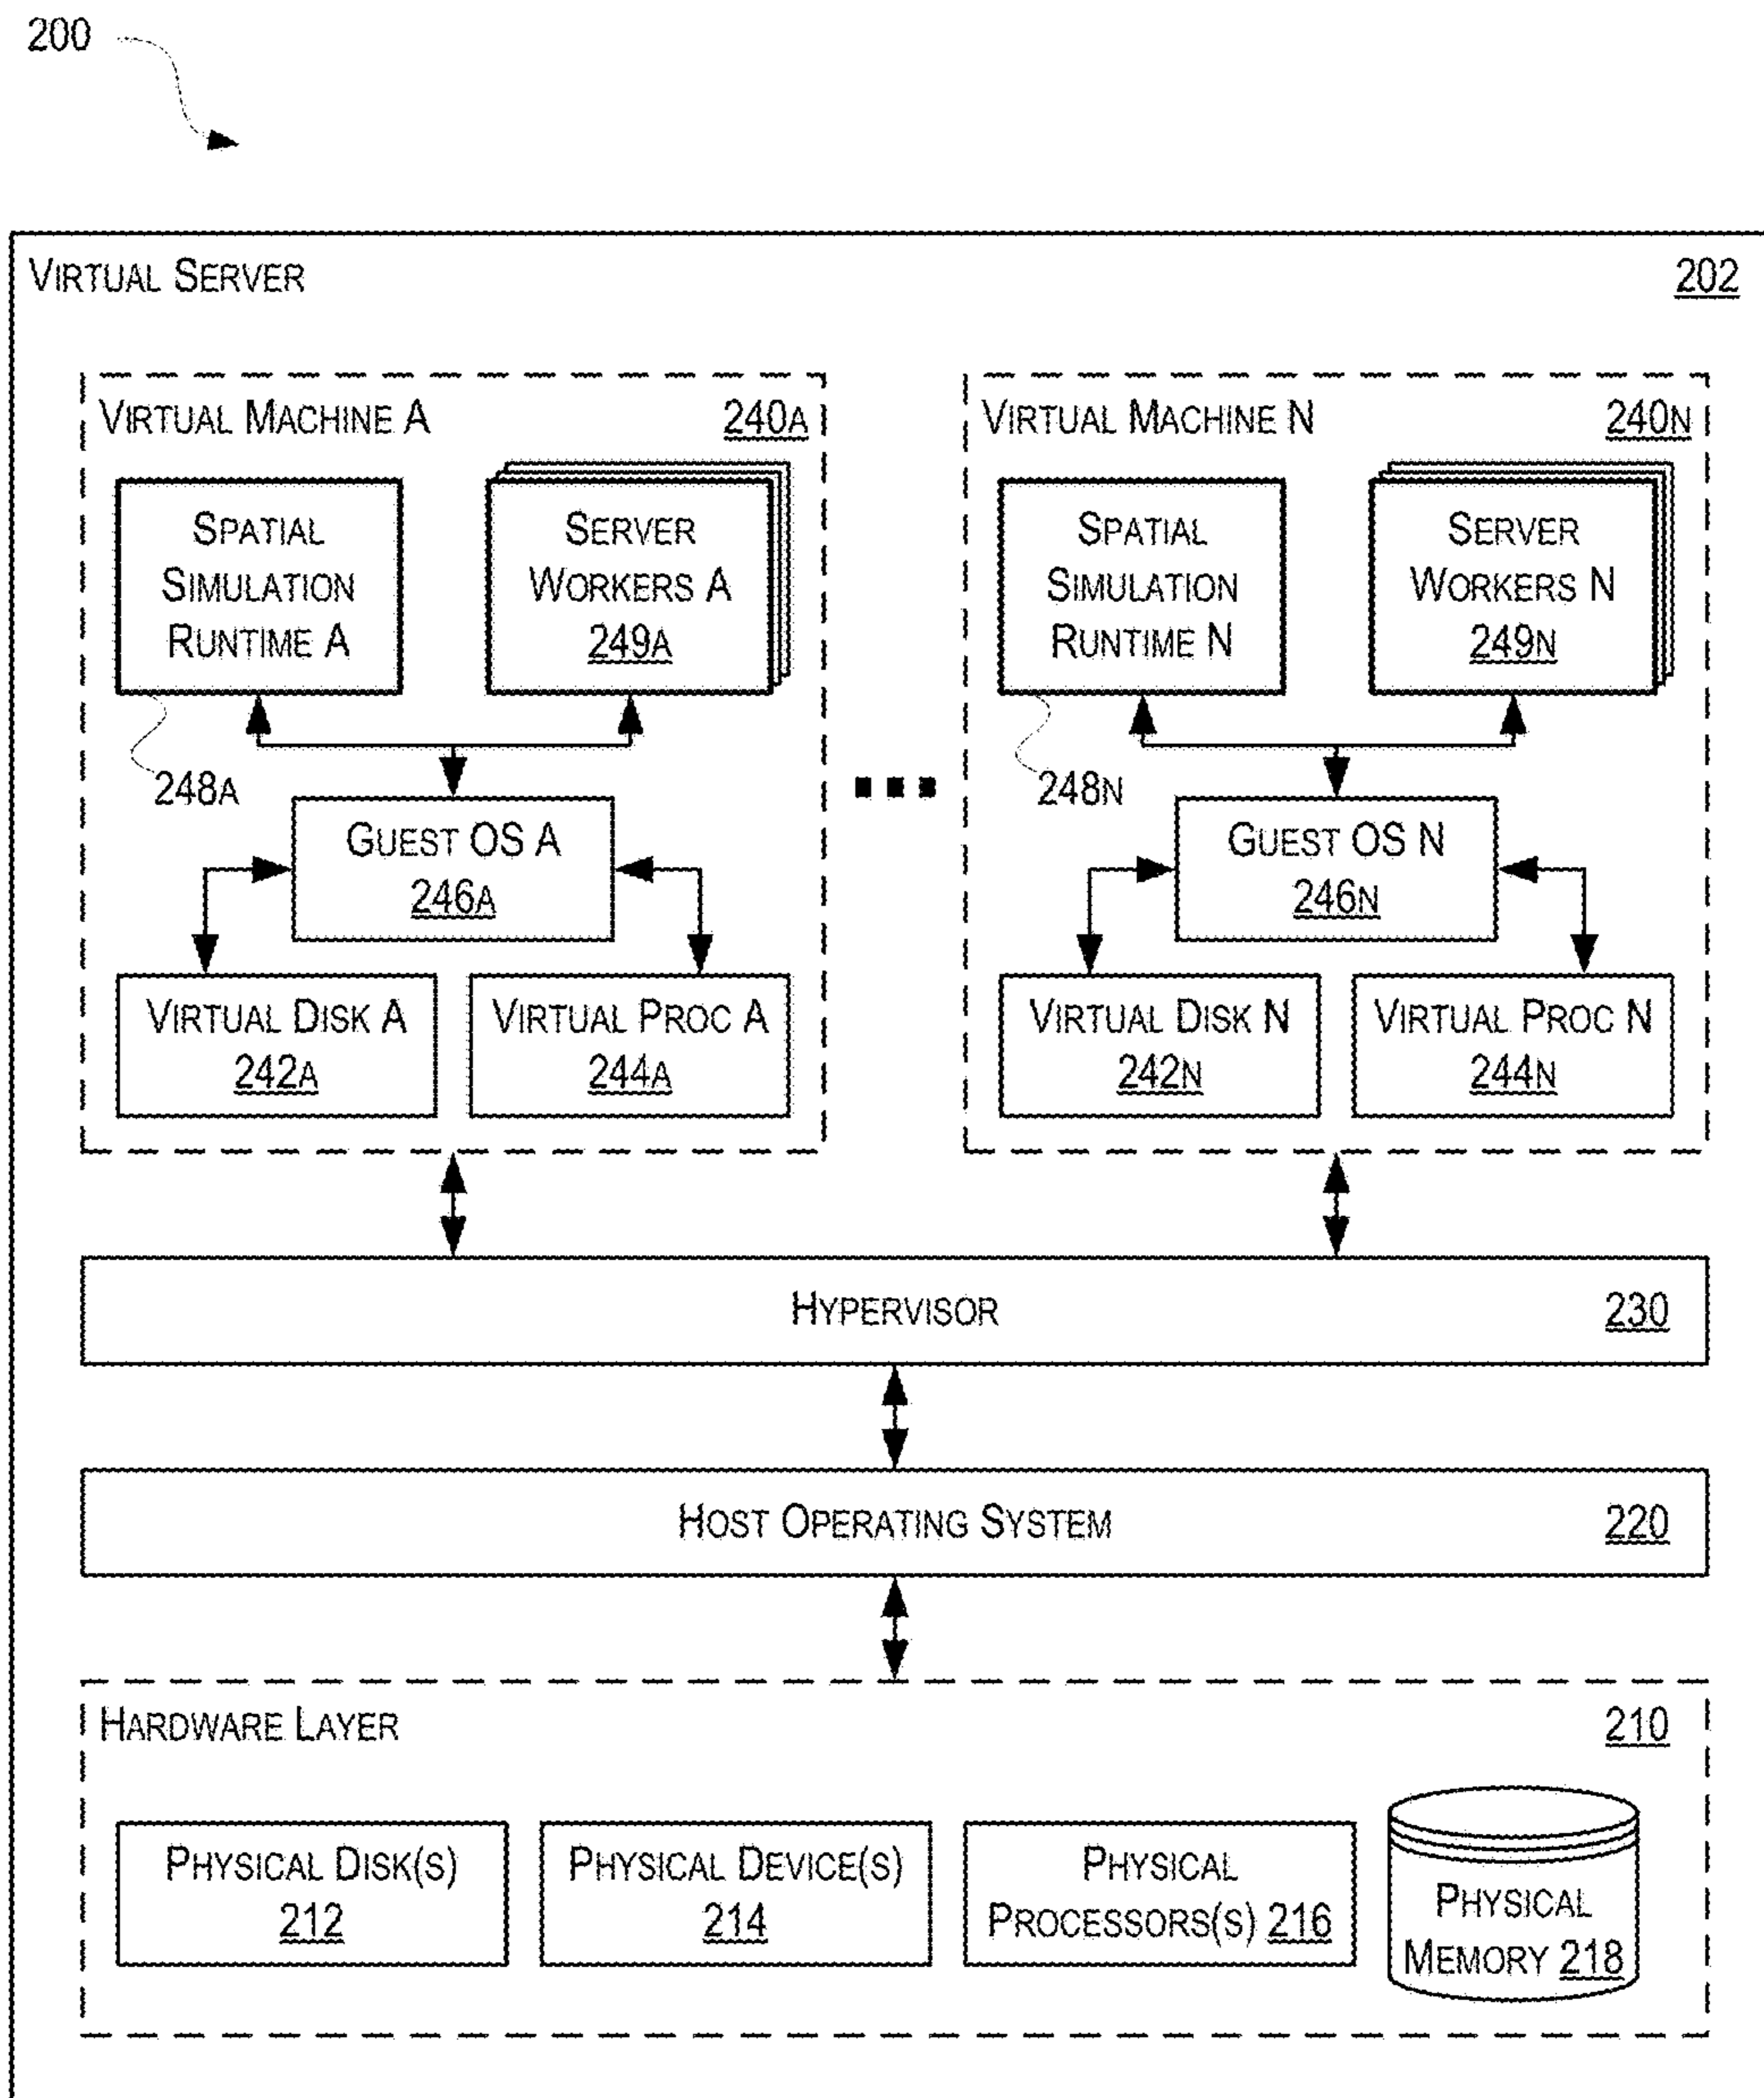 200
VIRTUAL SERVER 202
VIRTUAL MACHINE A 240A
SPATIAL
SIMULATION
RUNTIME A
SERVER
WORKERS A
249A
248A
GUEST OS A
246A
VIRTUAL DISK A
242A
VIRTUAL PROC A
244A
VIRTUAL MACHINE N 240N
SPATIAL
SIMULATION
RUNTIME N
SERVER
WORKERS N
249N
248N
GUEST OS N
246N
VIRTUAL DISK N
242N
VIRTUAL PROC N
244N
HYPERVISOR 230
HOST OPERATING SYSTEM 220
HARDWARE LAYER 210
PHYSICAL DISK(S)
212
PHYSICAL DEVICE(S)
214
PHYSICAL
PROCESSORS(S) 216
PHYSICAL
MEMORY 218